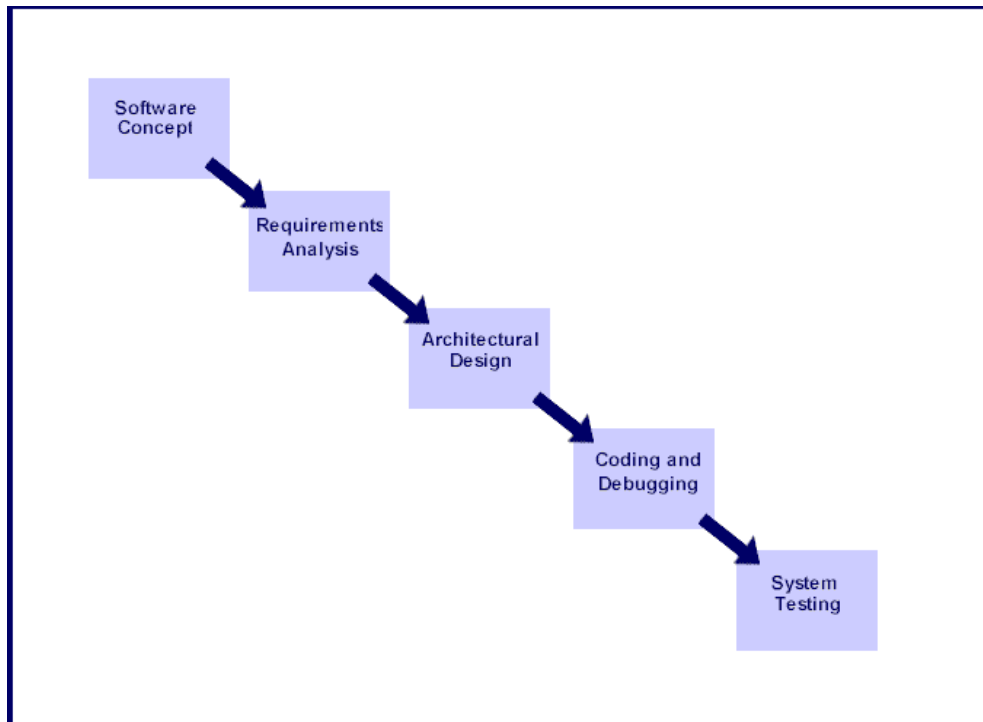 Software
Concept
Requirements
Analysis
Architectural
Design
Coding and
Debugging
System
Testing